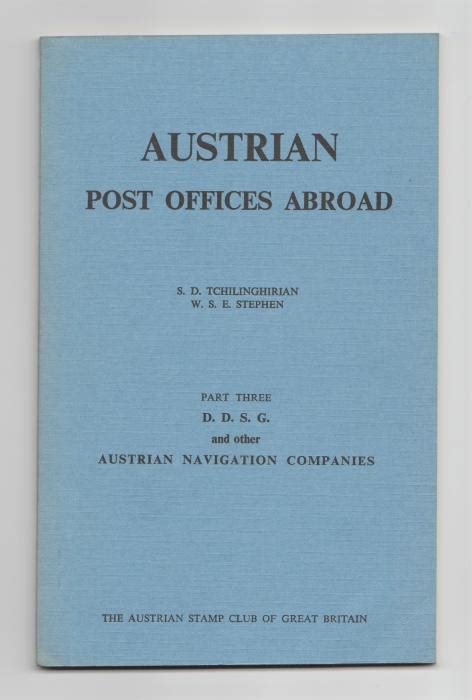 AUSTRIAN
POST OFFICES ABROAD
S. D. TCHILINGHIRIAN
W. S. E. STEPHEN
PART THREE
D. D. S. G.
and other
AUSTRIAN NAVIGATION COMPANIES
THE AUSTRIAN STAMP CLUB OF GREAT BRITAIN